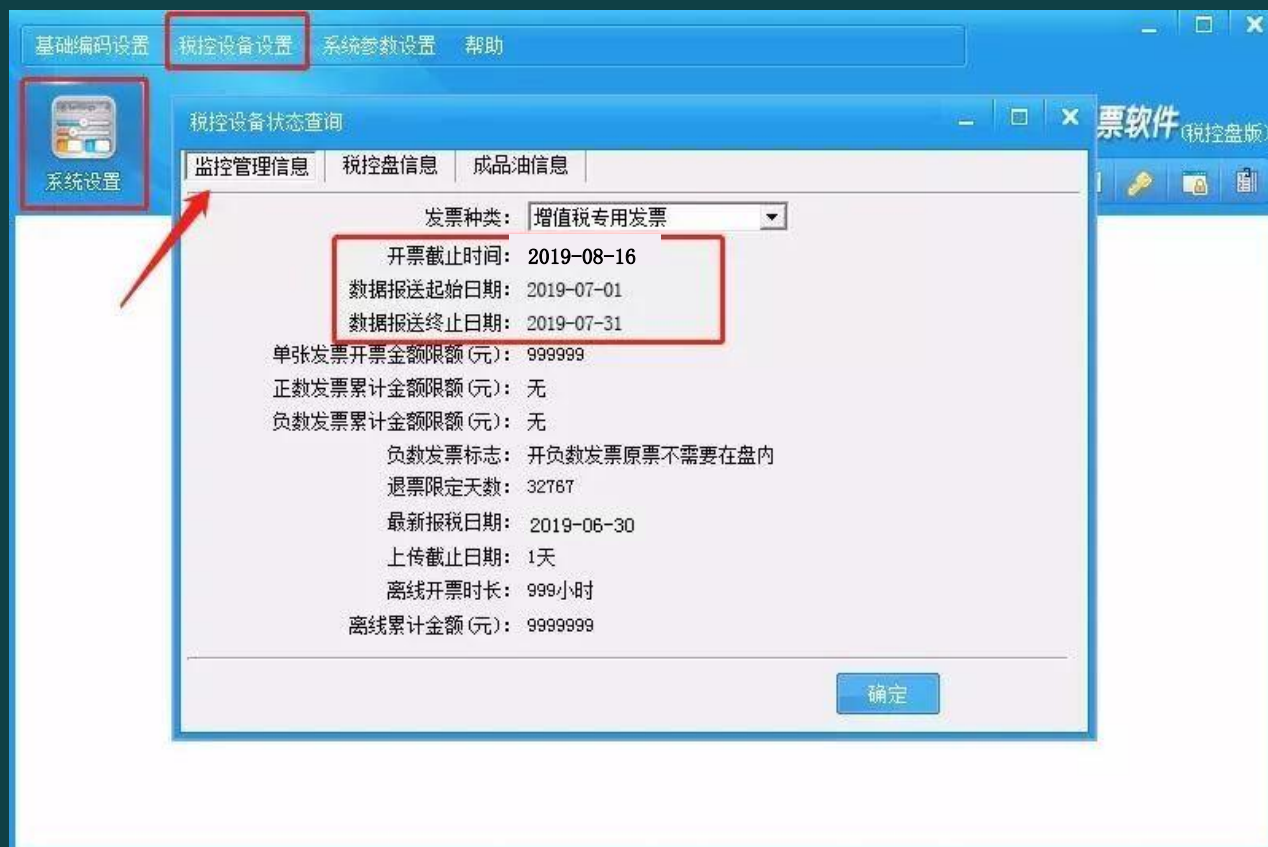 基础编码设置 税控设备设置 系统参数设置 帮助
系统设置
票软件(税控盘版)
税控设备状态查询
监控管理信息 税控盘信息 成品油信息
发票种类： 增值税专用发票
开票截止时间： 2019-08-16
数据报送起始日期： 2019-07-01
数据报送终止日期： 2019-07-31
单张发票开票金额限额(元)： 999999
正数发票累计金额限额(元)： 无
负数发票累计金额限额(元)： 无
负数发票标志： 开负数发票原票不需要在盘内
退票限定天数： 32767
最新报税日期： 2019-06-30
上传截止日期： 1天
离线开票时长： 999小时
离线累计金额(元)： 9999999
确定